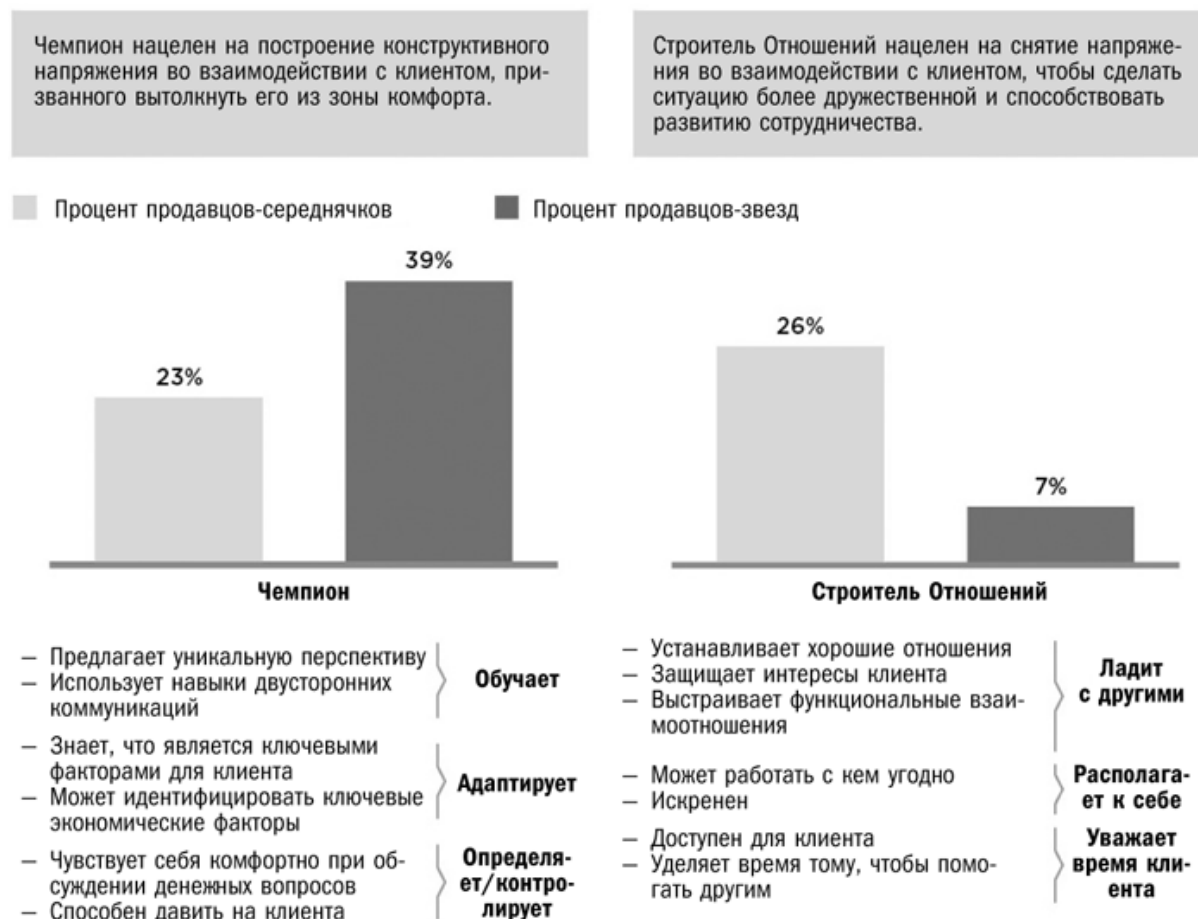 Чемпион нацелен на построение конструктивного
напряжения во взаимодействии с клиентом, при-
званного вытолкнуть его из зоны комфорта.
Строитель Отношений нацелен на снятие напряже-
ния во взаимодействии с клиентом, чтобы сделать
ситуацию более дружественной и способствовать
развитию сотрудничества.
Процент продавцов-середнячков
Процент продавцов-звезд
23%
39%
Чемпион
26%
7%
Строитель Отношений
— Предлагает уникальную перспективу
— Использует навыки двусторонних
коммуникаций
Обучает
— Знает, что является ключевыми
факторами для клиента
— Может идентифицировать ключевые
экономические факторы
Адаптирует
— Чувствует себя комфортно при об-
суждении денежных вопросов
— Способен давить на клиента
Определя-
ет/контро-
лирует
— Устанавливает хорошие отношения
— Защищает интересы клиента
— Выстраивает функциональные взаи-
моотношения
Ладит
с другими
— Может работать с кем угодно
— Искренен
Располага-
ет к себе
— Доступен для клиента
— Уделяет время тому, чтобы помо-
гать другим
Уважает
время кли-
ента